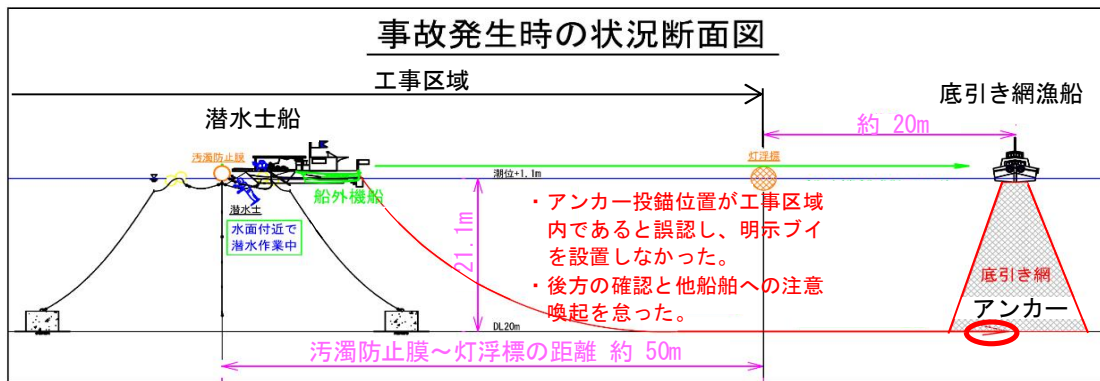 事故発生時の状況断面図
工事区域
底引き網漁船
潜水士船
約 20m
汚濁防止膜
灯浮標
潮位+1.1m
船外機船
潜水士
水面付近で
潜水作業中
21.1m
・アンカー投錨位置が工事区域
内であると誤認し、明示ブイ
を設置しなかった。
・後方の確認と他船舶への注意
喚起を怠った。
底引き網
アンカー
DL20m
汚濁防止膜～灯浮標の距離 約 50m